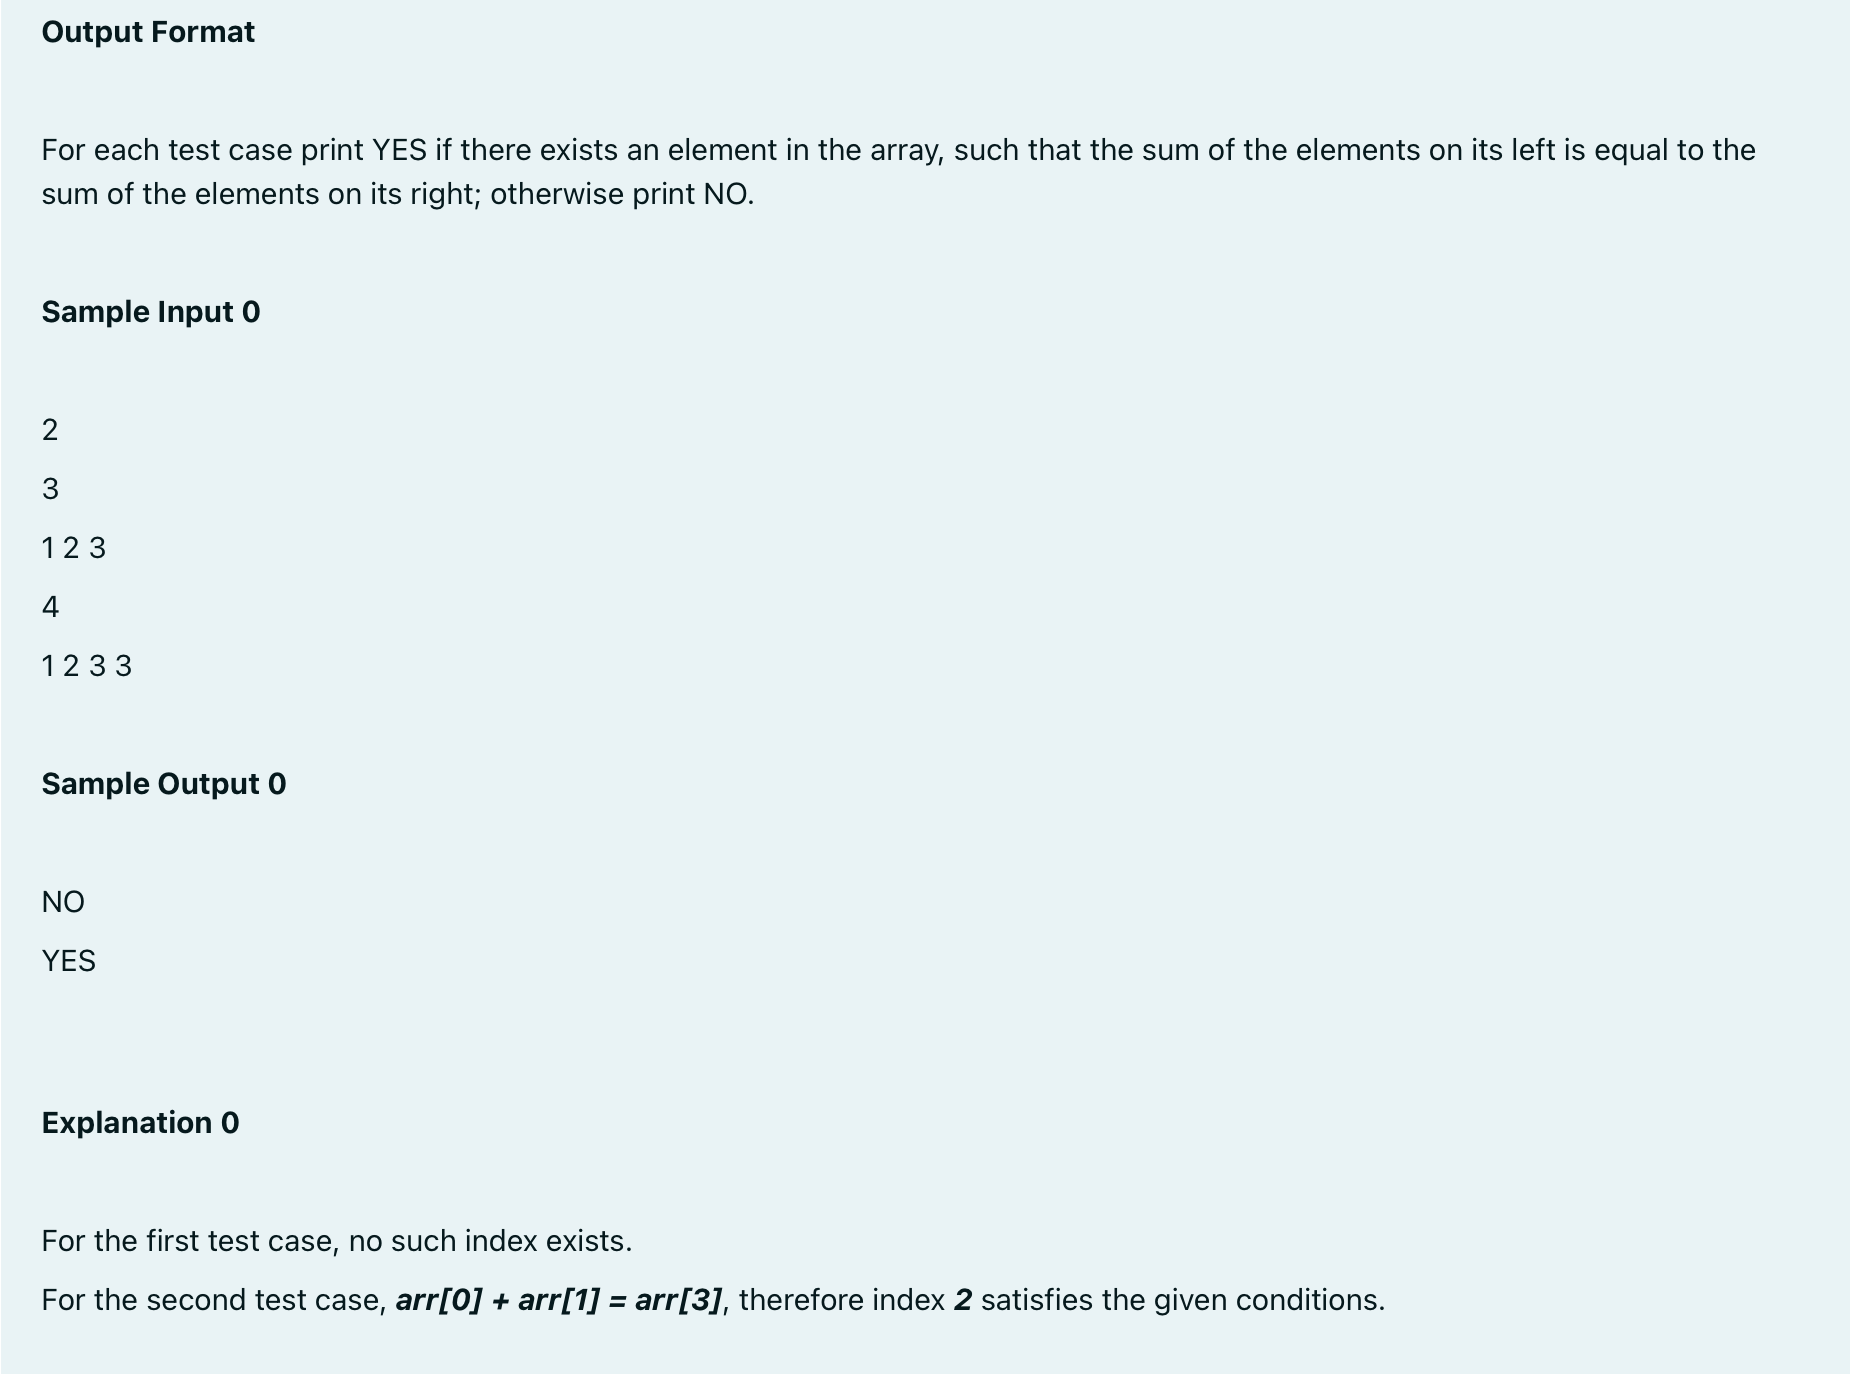 Output Format
For each test case print YES if there exists an element in the array, such that the sum of the elements on its left is equal to the
sum of the elements on its right; otherwise print NO.
Sample Input 0
2
3
1 2 3
4
1 2 3 3
Sample Output 0
NO
YES
Explanation 0
For the first test case, no such index exists.
For the second test case, arr[0] + arr[1] = arr[3], therefore index 2 satisfies the given conditions.